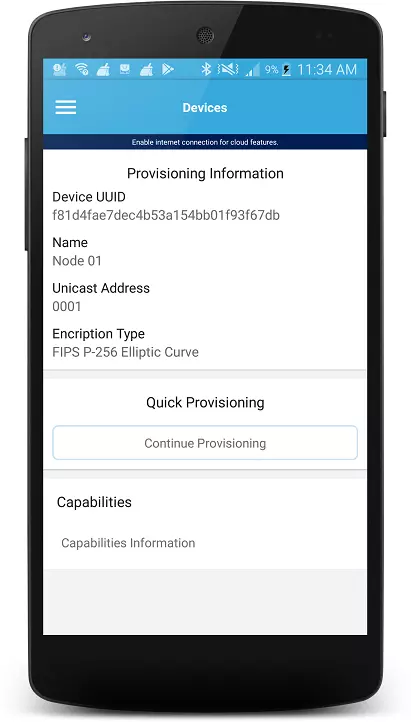 9% 11:34 AM
Devices
Enable internet connection for cloud features.
Provisioning Information
Device UUID
f81d4fae7dec4b53a154bb01f93f67db
Name
Node 01
Unicast Address
0001
Encription Type
FIPS P-256 Elliptic Curve
Quick Provisioning
Continue Provisioning
Capabilities
Capabilities Information